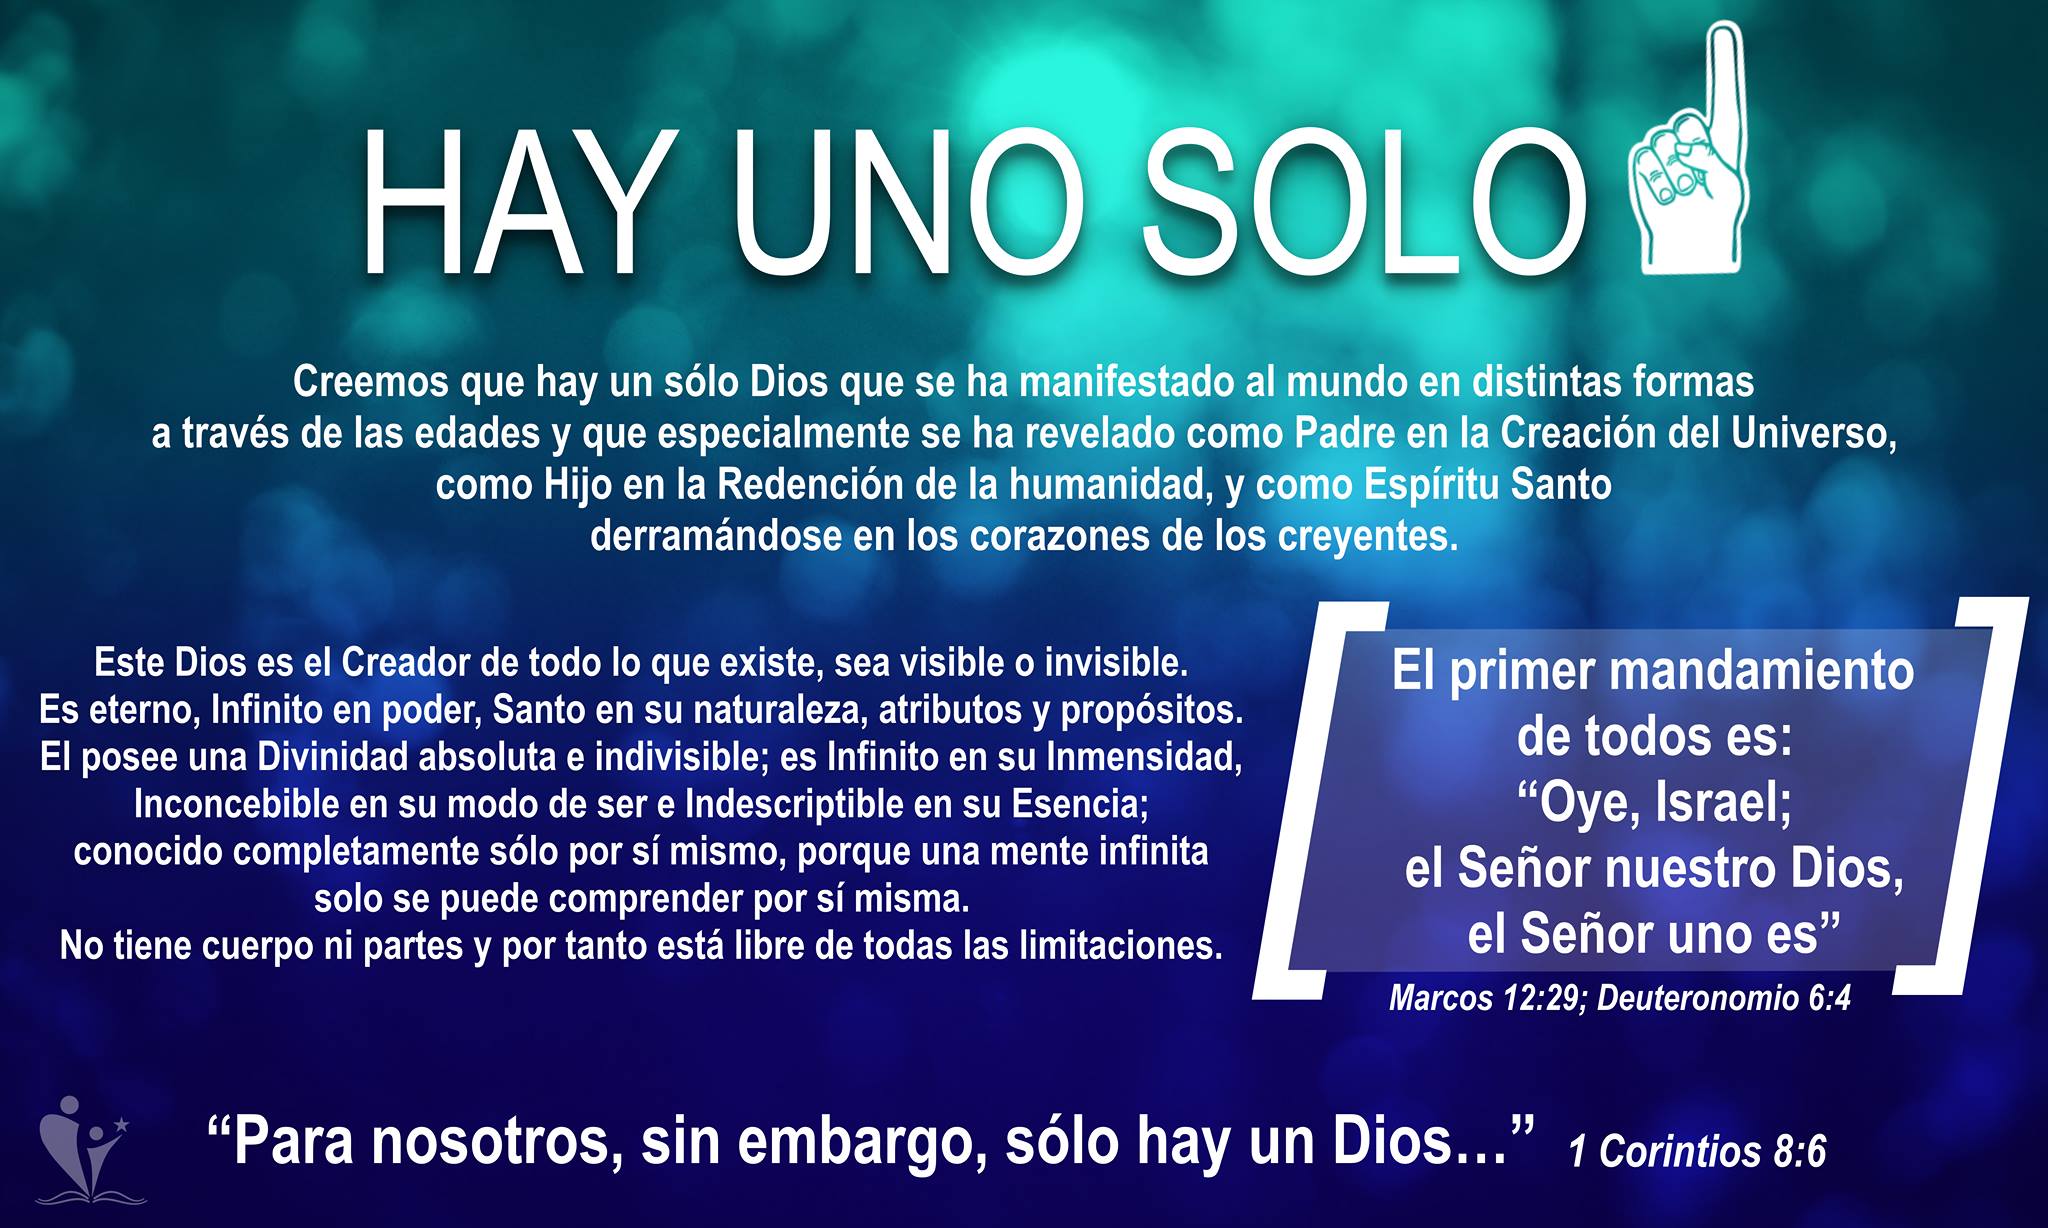 HAY UNO SOLO
Creemos que hay un sólo Dios que se ha manifestado al mundo en distintas formas
a través de las edades y que especialmente se ha revelado como Padre en la Creación del Universo,
como Hijo en la Redención de la humanidad, y como Espíritu Santo
derramándose en los corazones de los creyentes.
Este Dios es el Creador de todo lo que existe, sea visible o invisible.
Es eterno, Infinito en poder, Santo en su naturaleza, atributos y propósitos.
El posee una Divinidad absoluta e indivisible; es Infinito en su Inmensidad,
Inconcebible en su modo de ser e Indescriptible en su Esencia;
conocido completamente sólo por sí mismo, porque una mente infinita
solo se puede comprender por sí misma.
No tiene cuerpo ni partes y por tanto está libre de todas las limitaciones.
El primer mandamiento
de todos es:
“Oye, Israel;
el Señor nuestro Dios,
el Señor uno es”
Marcos 12:29; Deuteronomio 6:4
“Para nosotros, sin embargo, sólo hay un Dios...” 1 Corintios 8:6